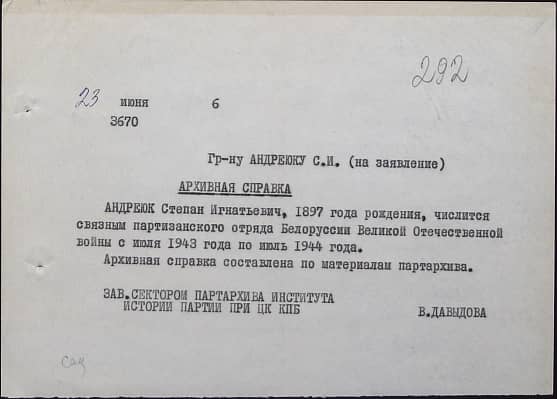 292
23 июня 6
3670
Гр-ну АНДРЕЮКУ С.И. (на заявление)
АРХИВНАЯ СПРАВКА
АНДРЕЮК Степан Игнатьевич, 1897 года рождения, числится
связным партизанского отряда Белоруссии Великой Отечественной
войны с июля 1943 года по июль 1944 года.
Архивная справка составлена по материалам партархива.
ЗАВ.СЕКТОРОМ ПАРТАРХИВА ИНСТИТУТА
ИСТОРИИ ПАРТИИ ПРИ ЦК КПБ В.ДАВЫДОВА